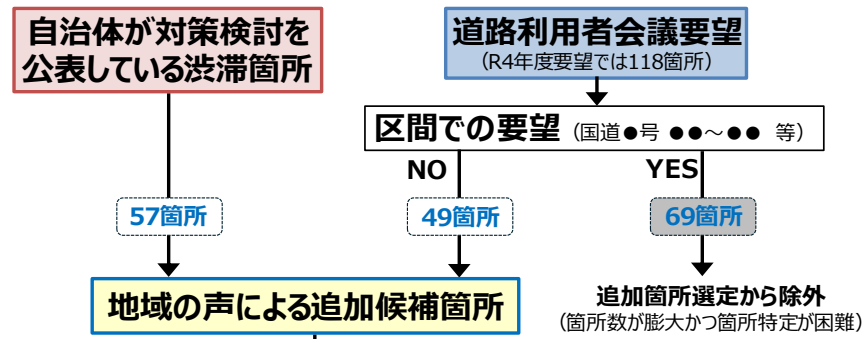 自治体が対策検討を
公表している渋滞箇所
道路利用者会議要望
（R4年度要望では118箇所）
区間での要望（国道●号 ●●～●● 等）
NO
YES
57箇所
49箇所
69箇所
地域の声による追加候補箇所
追加箇所選定から除外
（箇所数が膨大かつ箇所特定が困難）